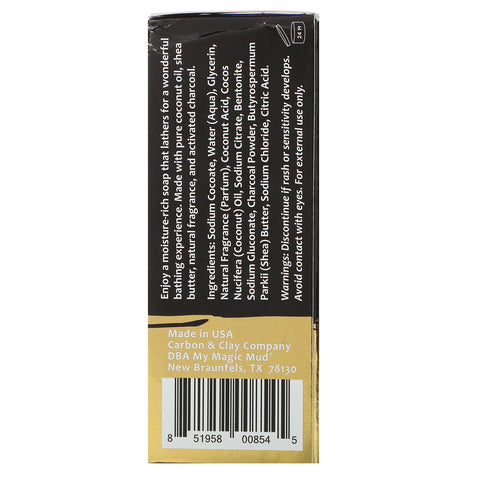 Enjoy a moisture-rich soap that lathers for a wonderful
bathing experience. Made with pure coconut oil, shea
butter, natural fragrance, and activated charcoal.
Ingredients: Sodium Cocoate, Water (Aqua), Glycerin,
Natural Fragrance (Parfum), Coconut Acid, Cocos
Nucifera (Coconut) Oil, Sodium Citrate, Bentonite,
Sodium Gluconate, Charcoal Powder, Butyrospermum
Parkii (Shea) Butter, Sodium Chloride, Citric Acid.
Warnings: Discontinue if rash or sensitivity develops.
Avoid contact with eyes. For external use only.
24 M
Made in USA
Carbon & Clay Company
DBA My Magic Mud®
New Braunfels, TX 78130
8 51958 00854 5